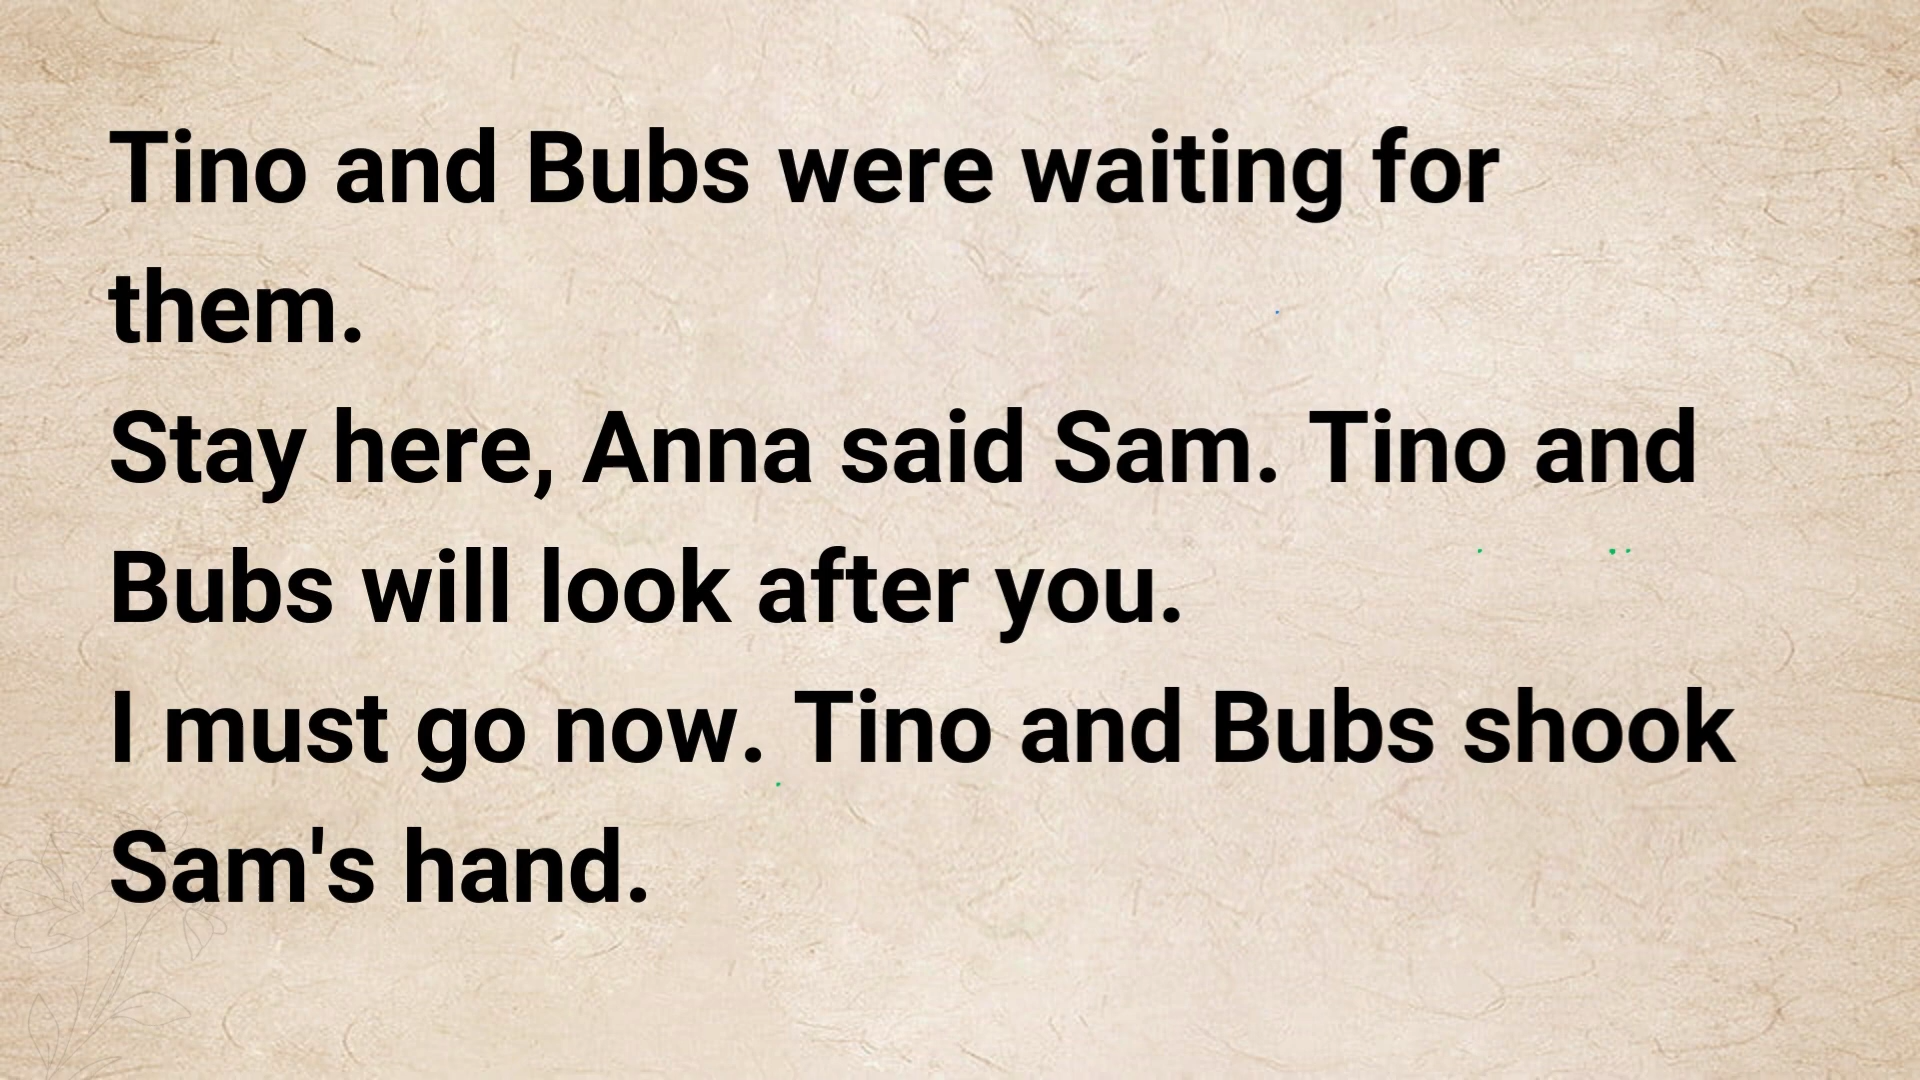 Tino and Bubs were waiting for
them.
Stay here, Anna said Sam. Tino and
Bubs will look after you.
I must go now. Tino and Bubs shook
Sam's hand.